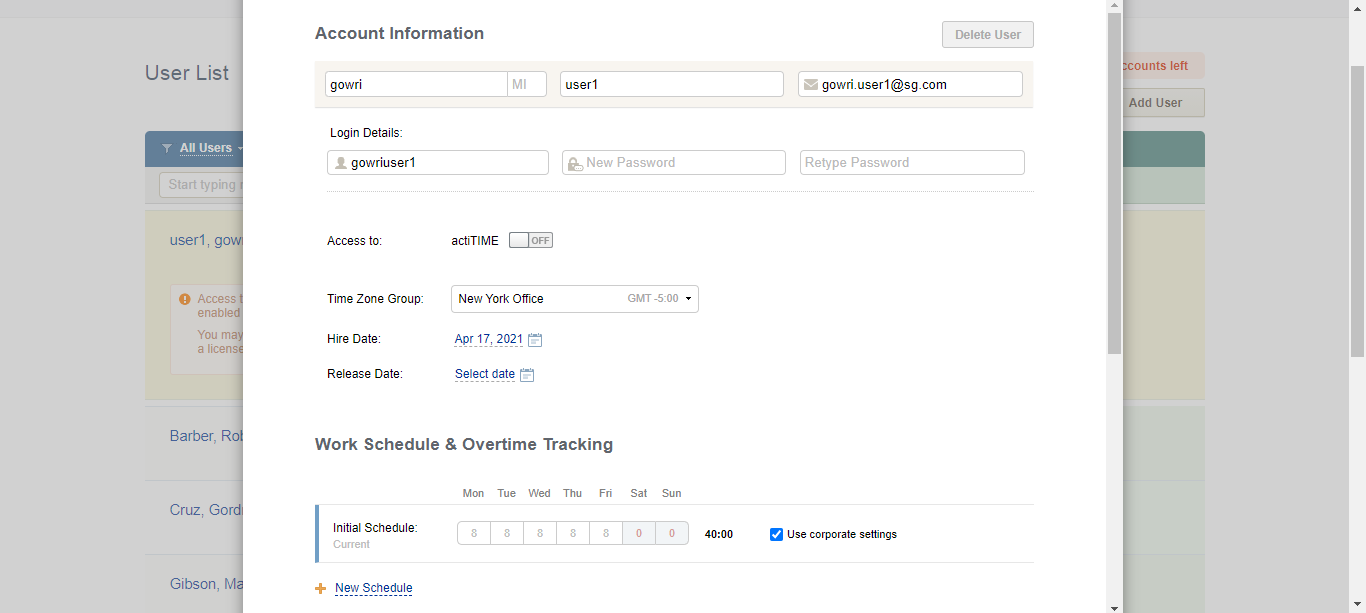 Account Information
Delete User
User List
ccounts left
gowri MI user1 gowri.user1@sg.com
Add User
Login Details:
All Users
gowriuser1 New Password Retype Password
Start typing
user1, gowri
Access to: actiTIME OFF
Access
enabled
You may
a license
Time Zone Group: New York Office GMT -5:00
Hire Date: Apr 17, 2021
Release Date: Select date
Barber, Rob
Work Schedule & Overtime Tracking
Mon Tue Wed Thu Fri Sat Sun
Cruz, Gord
Initial Schedule: 8 8 8 8 8 0 0 40:00 Use corporate settings
Current
Gibson, Ma
New Schedule